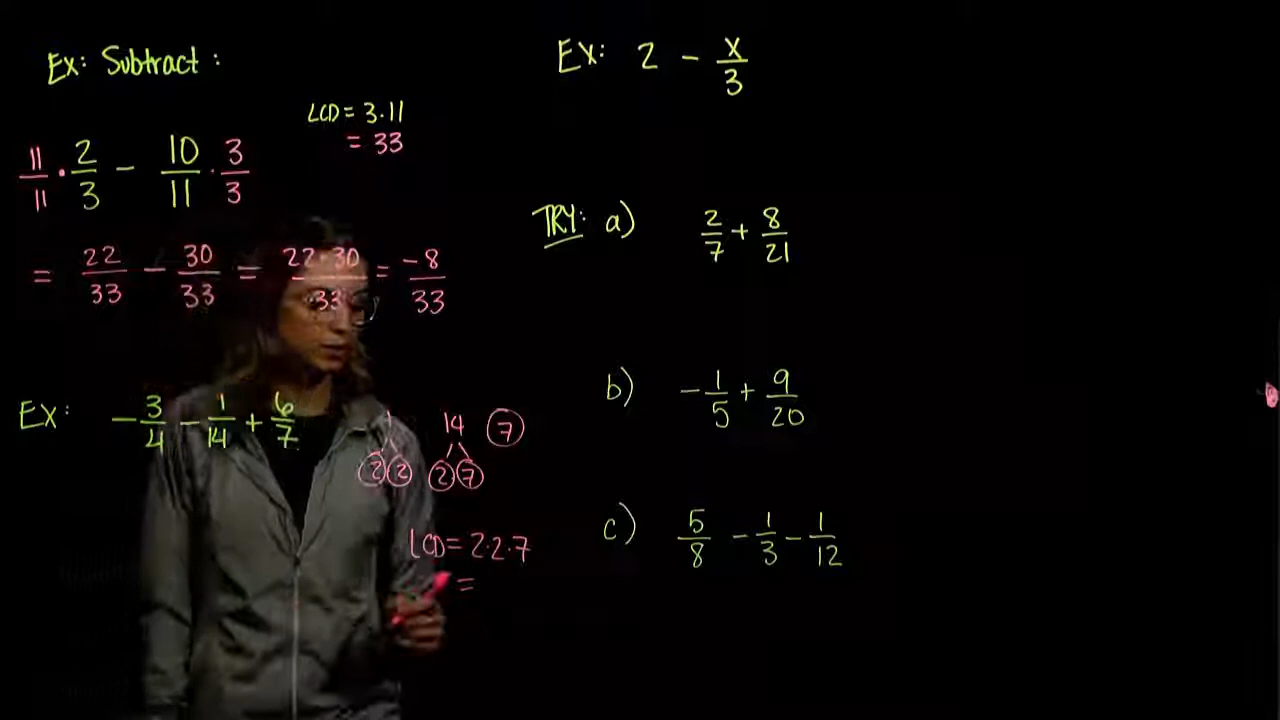 Ex: Subtract:
LCD = 3·11
= 33
11/11 · 2/3 − 10/11 · 3/3
= 22/33 − 30/33 = 22-30/33 = -8/33
Ex: −3/4 − 1/14 + 6/7
14 7
2 2 2 7
LCD = 2·2·7
=
Ex: 2 − x/3
TRY: a) 2/7 + 8/21
b) −1/5 + 9/20
c) 5/8 − 1/3 − 1/12